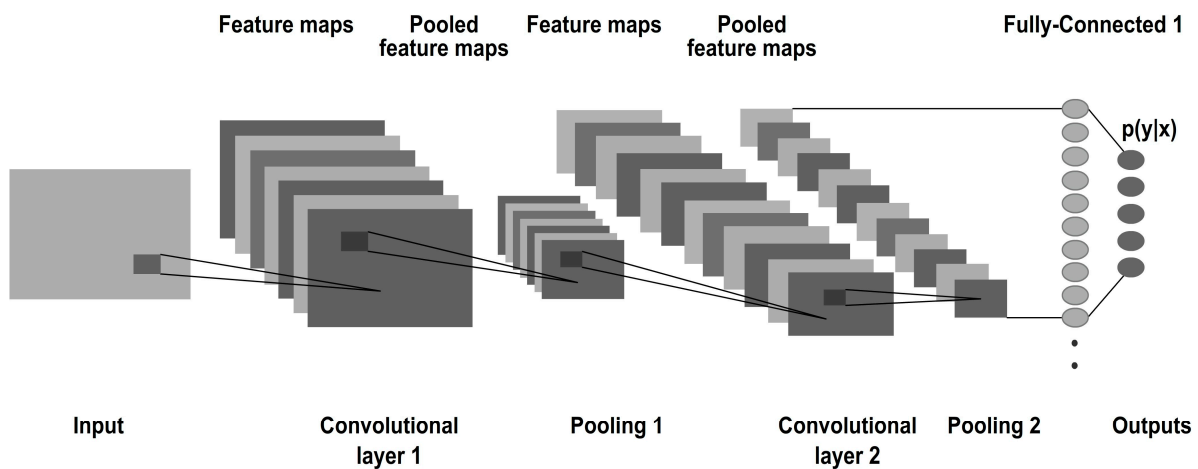 Feature maps
Pooled
feature maps
Feature maps
Pooled
feature maps
Fully-Connected 1
p(y|x)
Input
Convolutional
layer 1
Pooling 1
Convolutional
layer 2
Pooling 2
Outputs